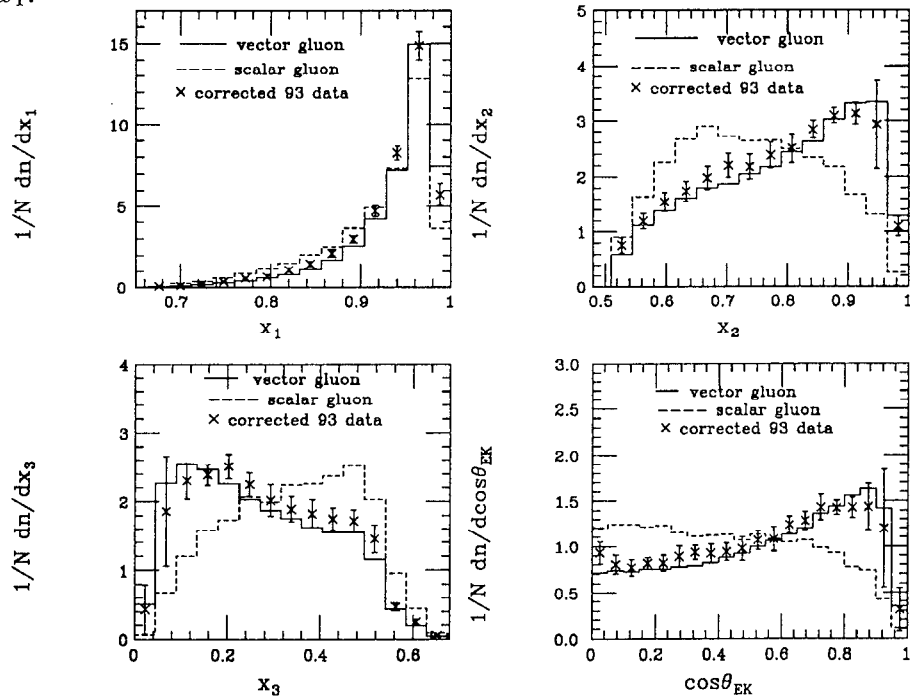 15
10
5
0
0.7
0.8
0.9
1
1/N dn/dx₁
x₁
vector gluon
scalar gluon
corrected 93 data
5
4
3
2
1
0
0.5
0.6
0.7
0.8
0.9
1
1/N dn/dx₂
x₂
vector gluon
scalar gluon
corrected 93 data
4
3
2
1
0
0
0.2
0.4
0.6
1/N dn/dx₃
x₃
vector gluon
scalar gluon
corrected 93 data
3.0
2.5
2.0
1.5
1.0
0.5
0.0
0
0.2
0.4
0.6
0.8
1
1/N dn/dcosθEK
cosθEK
vector gluon
scalar gluon
corrected 93 data